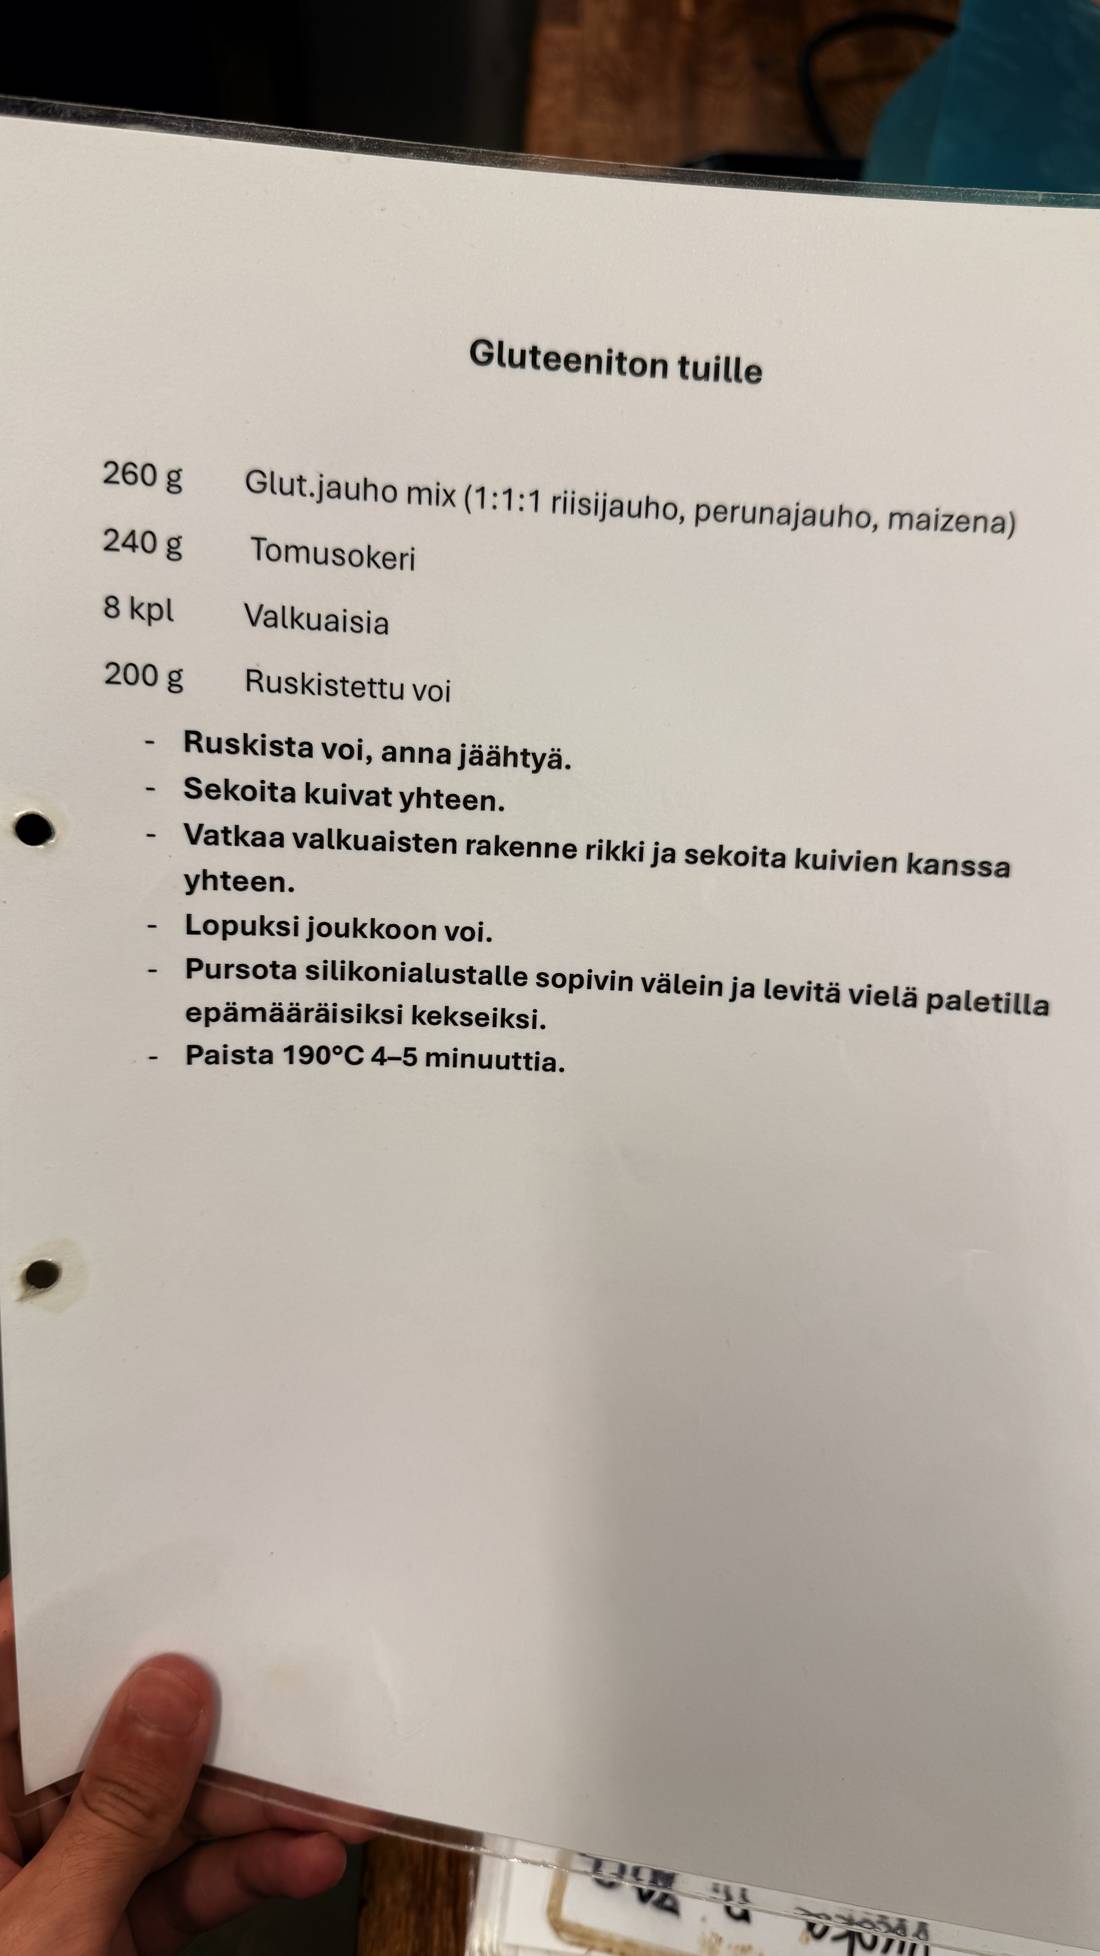 Gluteeniton tuille
260 g Glut.jauho mix (1:1:1 riisijauho, perunajauho, maizena)
240 g Tomusokeri
8 kpl Valkuaisia
200 g Ruskistettu voi
- Ruskista voi, anna jäähtyä.
- Sekoita kuivat yhteen.
- Vatkaa valkuaisten rakenne rikki ja sekoita kuivien kanssa
yhteen.
- Lopuksi joukkoon voi.
- Pursota silikonialustalle sopivin välein ja levitä vielä paletilla
epämääräisiksi kekseiksi.
- Paista 190°C 4–5 minuuttia.